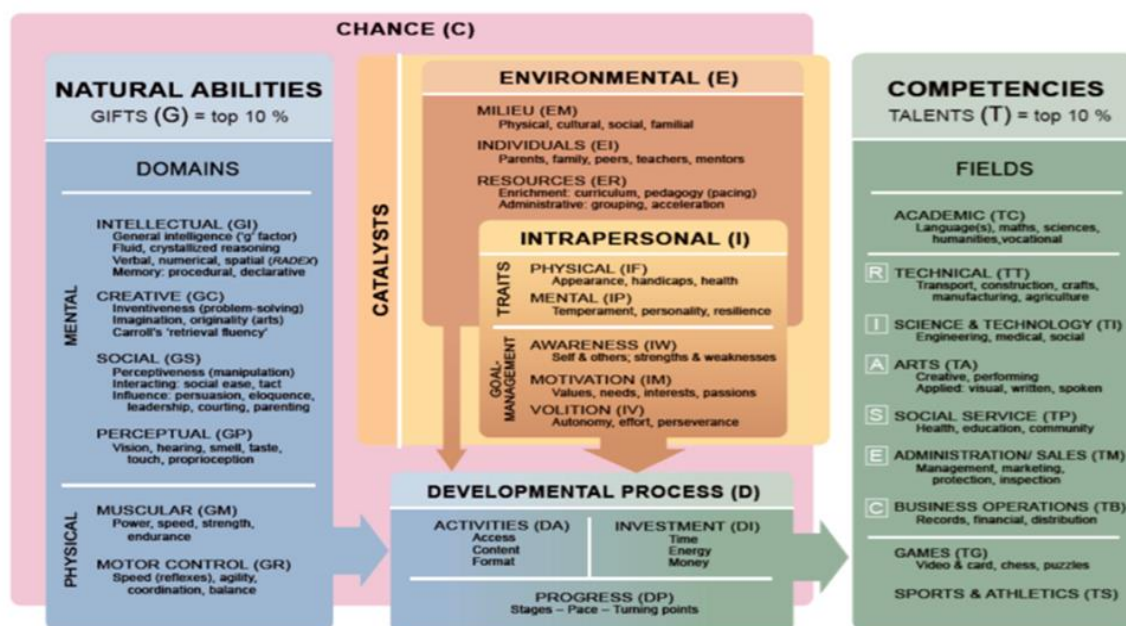 CHANCE (C)
NATURAL ABILITIES
GIFTS (G) = top 10 %
DOMAINS
MENTAL
INTELLECTUAL (GI)
General intelligence ('g' factor)
Fluid, crystallized reasoning
Verbal, numerical, spatial (RADEX)
Memory: procedural, declarative
CREATIVE (GC)
Inventiveness (problem-solving)
Imagination, originality (arts)
Carroll's 'retrieval fluency'
SOCIAL (GS)
Perceptiveness (manipulation)
Interacting: social ease, tact
Influence: persuasion, eloquence,
leadership, courting, parenting
PERCEPTUAL (GP)
Vision, hearing, smell, taste,
touch, proprioception
PHYSICAL
MUSCULAR (GM)
Power, speed, strength,
endurance
MOTOR CONTROL (GR)
Speed (reflexes), agility,
coordination, balance
CATALYSTS
ENVIRONMENTAL (E)
MILIEU (EM)
Physical, cultural, social, familial
INDIVIDUALS (EI)
Parents, family, peers, teachers, mentors
RESOURCES (ER)
Enrichment: curriculum, pedagogy (pacing)
Administrative: grouping, acceleration
INTRAPERSONAL (I)
TRAITS
PHYSICAL (IF)
Appearance, handicaps, health
MENTAL (IP)
Temperament, personality, resilience
GOAL-
MANAGEMENT
AWARENESS (IW)
Self & others; strengths & weaknesses
MOTIVATION (IM)
Values, needs, interests, passions
VOLITION (IV)
Autonomy, effort, perseverance
DEVELOPMENTAL PROCESS (D)
ACTIVITIES (DA)
Access
Content
Format
INVESTMENT (DI)
Time
Energy
Money
PROGRESS (DP)
Stages – Pace – Turning points
COMPETENCIES
TALENTS (T) = top 10 %
FIELDS
ACADEMIC (TC)
Language(s), maths, sciences,
humanities,vocational
R TECHNICAL (TT)
Transport, construction, crafts,
manufacturing, agriculture
I SCIENCE & TECHNOLOGY (TI)
Engineering, medical, social
A ARTS (TA)
Creative, performing
Applied: visual, written, spoken
S SOCIAL SERVICE (TP)
Health, education, community
E ADMINISTRATION/ SALES (TM)
Management, marketing,
protection, inspection
C BUSINESS OPERATIONS (TB)
Records, financial, distribution
GAMES (TG)
Video & card, chess, puzzles
SPORTS & ATHLETICS (TS)